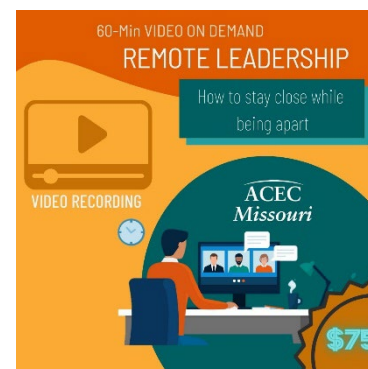 60-Min VIDEO ON DEMAND
REMOTE LEADERSHIP
How to stay close while
being apart
VIDEO RECORDING
ACEC
Missouri
$75